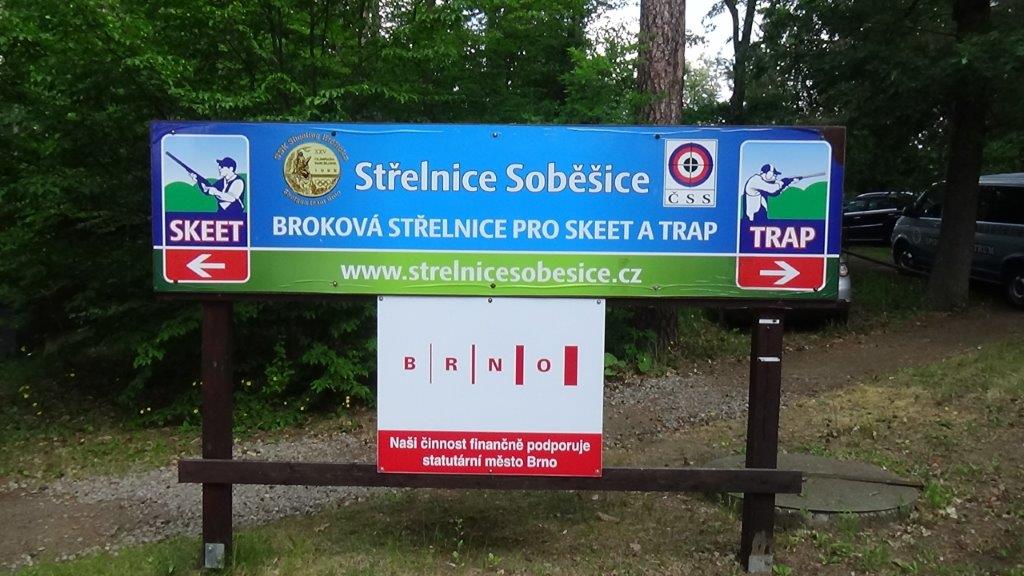 Střelnice Soběšice
ČSS
BROKOVÁ STŘELNICE PRO SKEET A TRAP
SKEET
TRAP
www.strelnicesobesice.cz
B R N O
Naši činnost finančně podporuje
statutární město Brno